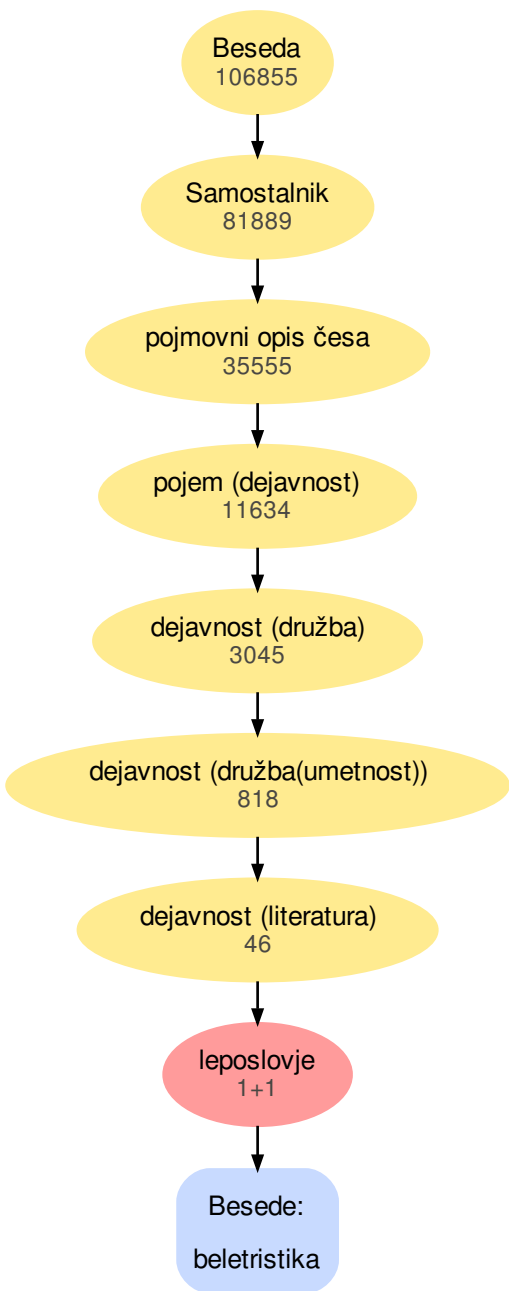 Beseda
106855
Samostalnik
81889
pojmovni opis česa
35555
pojem (dejavnost)
11634
dejavnost (družba)
3045
dejavnost (družba(umetnost))
818
dejavnost (literatura)
46
leposlovje
1+1
Besede:
beletristika